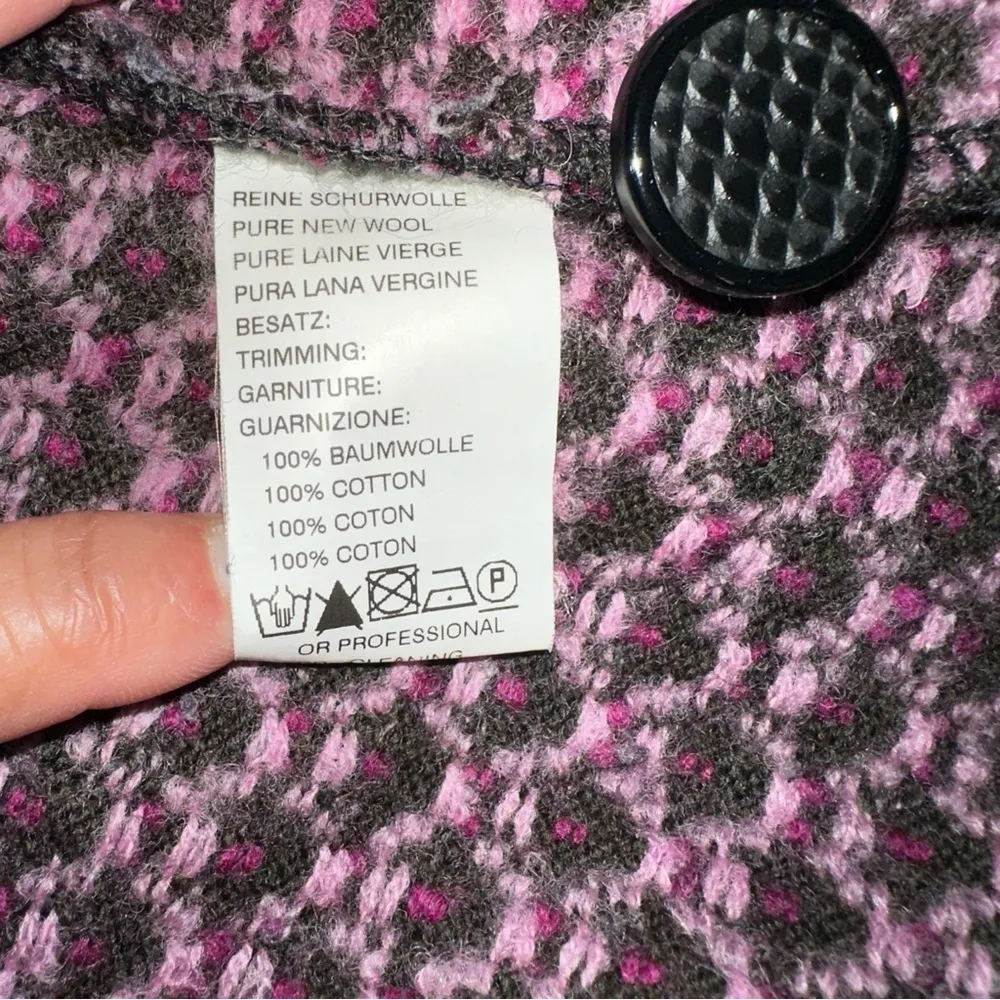 REINE SCHURWOLLE
PURE NEW WOOL
PURE LAINE VIERGE
PURA LANA VERGINE
BESATZ:
TRIMMING:
GARNITURE:
GUARNIZIONE:
100% BAUMWOLLE
100% COTTON
100% COTON
100% COTON
P
OR PROFESSIONAL
CLEANING